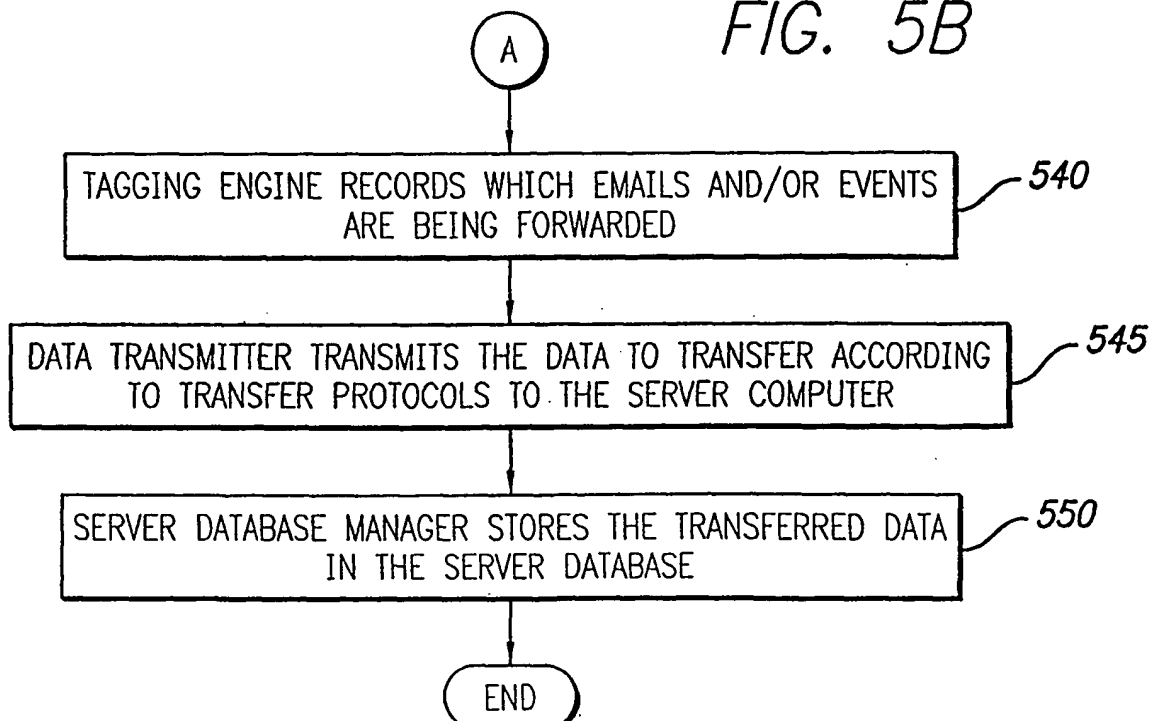 FIG. 5B
A
TAGGING ENGINE RECORDS WHICH EMAILS AND/OR EVENTS
ARE BEING FORWARDED
540
DATA TRANSMITTER TRANSMITS THE DATA TO TRANSFER ACCORDING
TO TRANSFER PROTOCOLS TO THE SERVER COMPUTER
545
SERVER DATABASE MANAGER STORES THE TRANSFERRED DATA
IN THE SERVER DATABASE
550
END